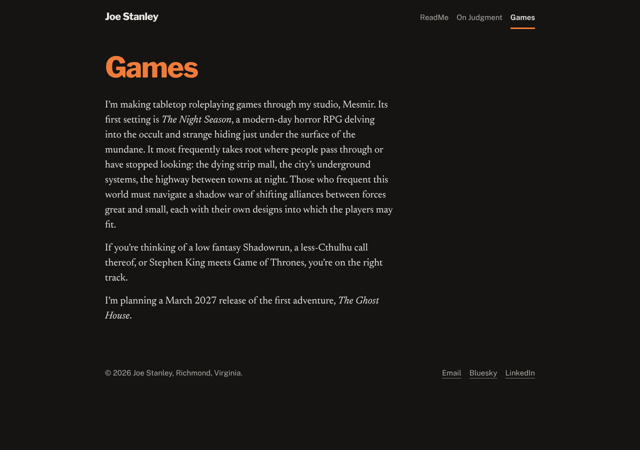 Joe Stanley
ReadMe On Judgment Games
Games
I’m making tabletop roleplaying games through my studio, Mesmir. Its
first setting is The Night Season, a modern-day horror RPG delving
into the occult and strange hiding just under the surface of the
mundane. It most frequently takes root where people pass through or
have stopped looking: the dying strip mall, the city’s underground
systems, the highway between towns at night. Those who frequent this
world must navigate a shadow war of shifting alliances between forces
great and small, each with their own designs into which the players may
fit.
If you’re thinking of a low fantasy Shadowrun, a less-Cthulhu call
thereof, or Stephen King meets Game of Thrones, you’re on the right
track.
I’m planning a March 2027 release of the first adventure, The Ghost
House.
© 2026 Joe Stanley, Richmond, Virginia.
Email Bluesky LinkedIn